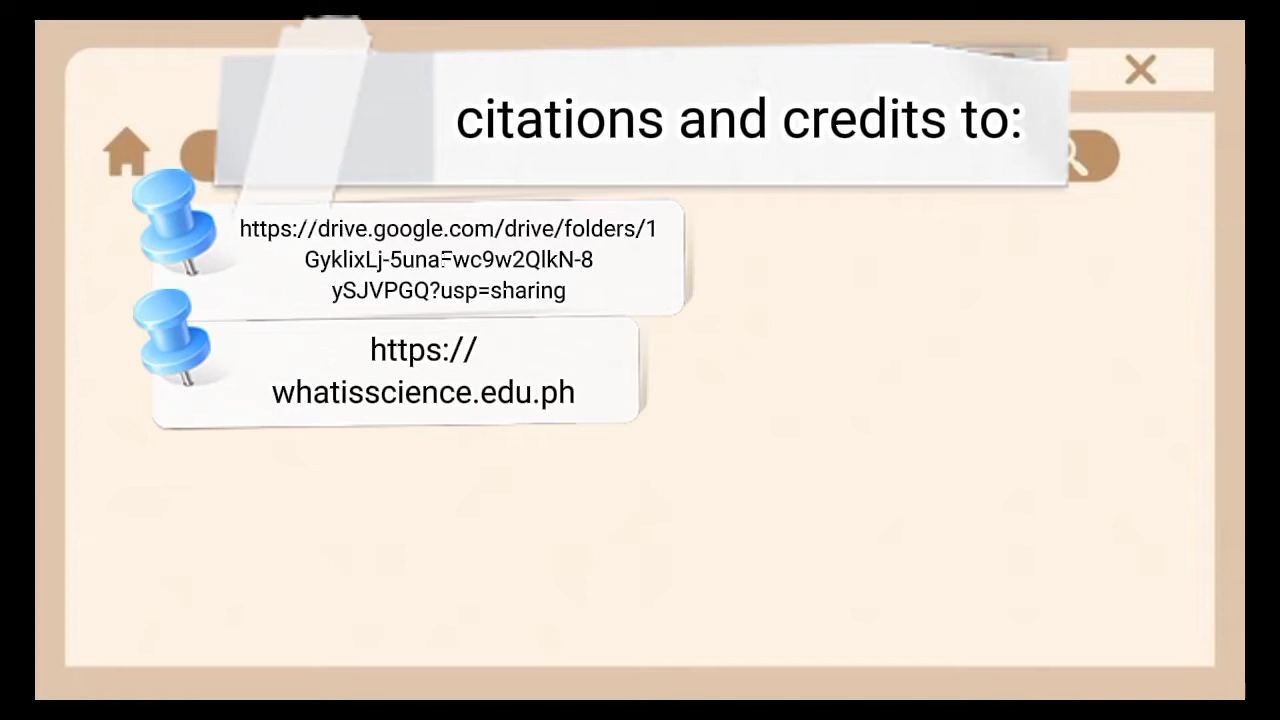 citations and credits to:
https://drive.google.com/drive/folders/1
GyklixLj-5unaFwc9w2QlkN-8
ySJVPGQ?usp=sharing
https://
whatisscience.edu.ph